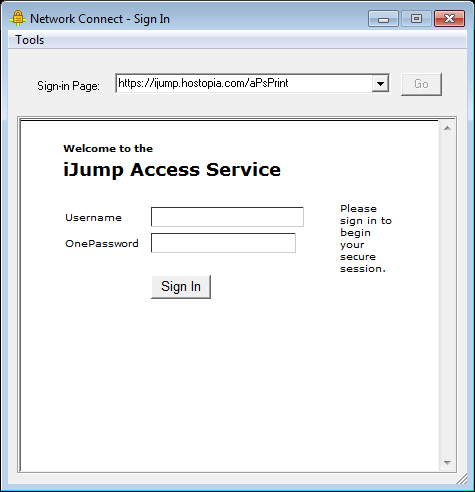 Network Connect - Sign In
Tools
Sign-in Page:
https://ijump.hostopia.com/aPsPrint
Go
Welcome to the
iJump Access Service
Username
OnePassword
Sign In
Please
sign in to
begin
your
secure
session.